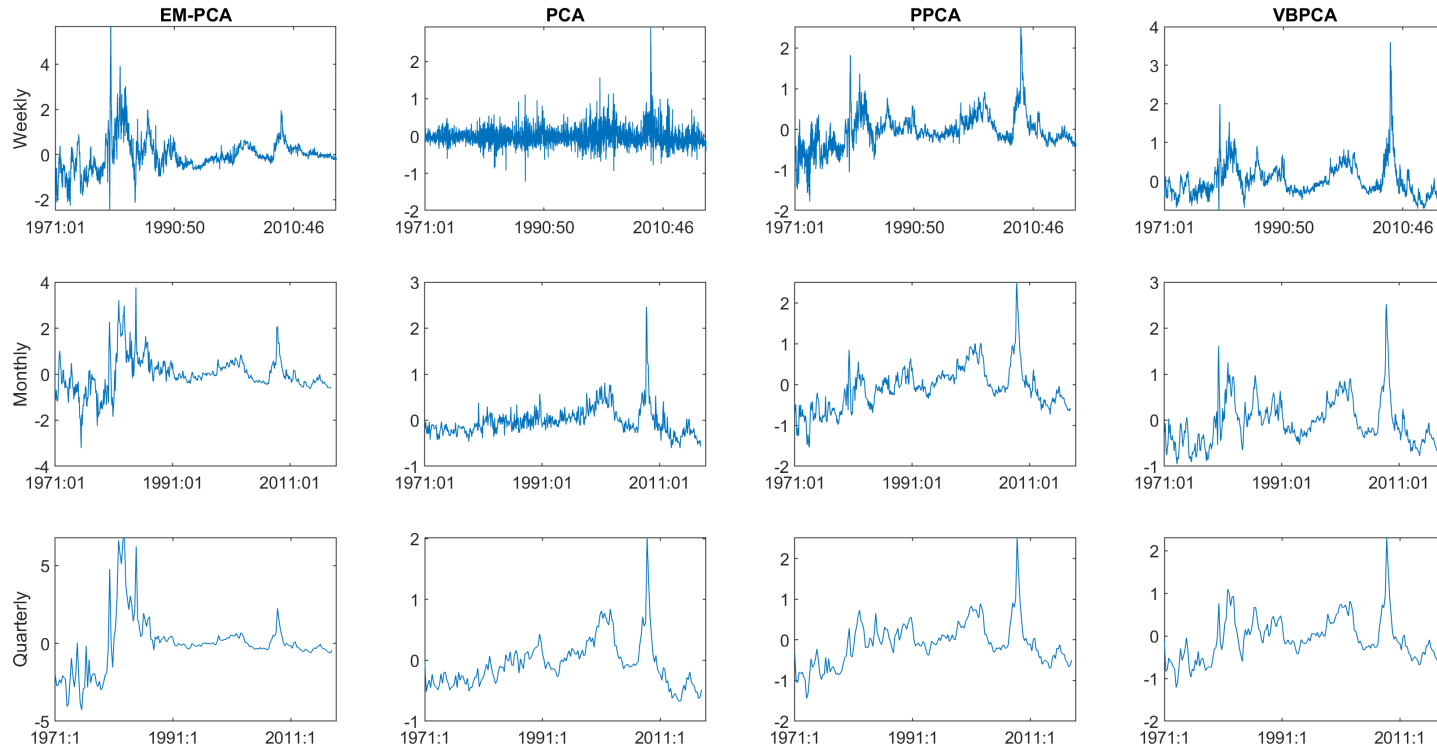 EM-PCA PCA PPCA VBPCA
Weekly
4 2 0 -2
2 1 0 -1 -2
2 1 0 -1 -2
4 3 2 1 0
1971:01 1990:50 2010:46
1971:01 1990:50 2010:46
1971:01 1990:50 2010:46
1971:01 1990:50 2010:46
Monthly
4 2 0 -2 -4
3 2 1 0 -1
2 1 0 -1 -2
3 2 1 0 -1
1971:01 1991:01 2011:01
1971:01 1991:01 2011:01
1971:01 1991:01 2011:01
1971:01 1991:01 2011:01
Quarterly
5 0 -5
2 1 0 -1
2 1 0 -1 -2
2 1 0 -1 -2
1971:1 1991:1 2011:1
1971:1 1991:1 2011:1
1971:1 1991:1 2011:1
1971:1 1991:1 2011:1